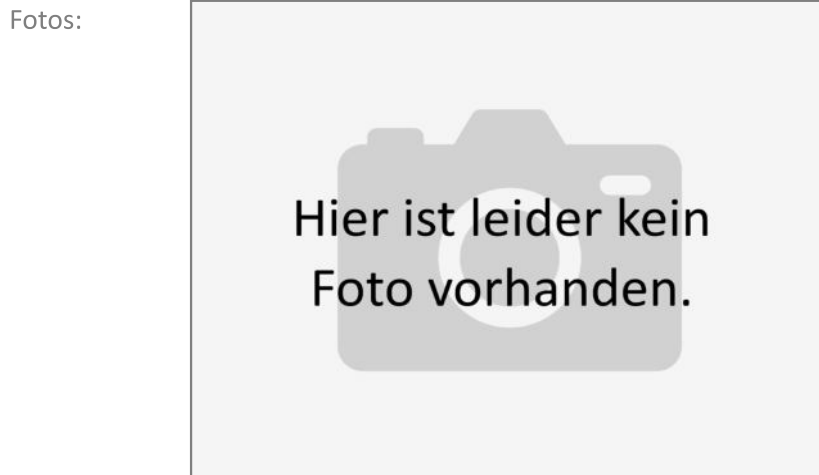 Fotos:
Hier ist leider kein
Foto vorhanden.